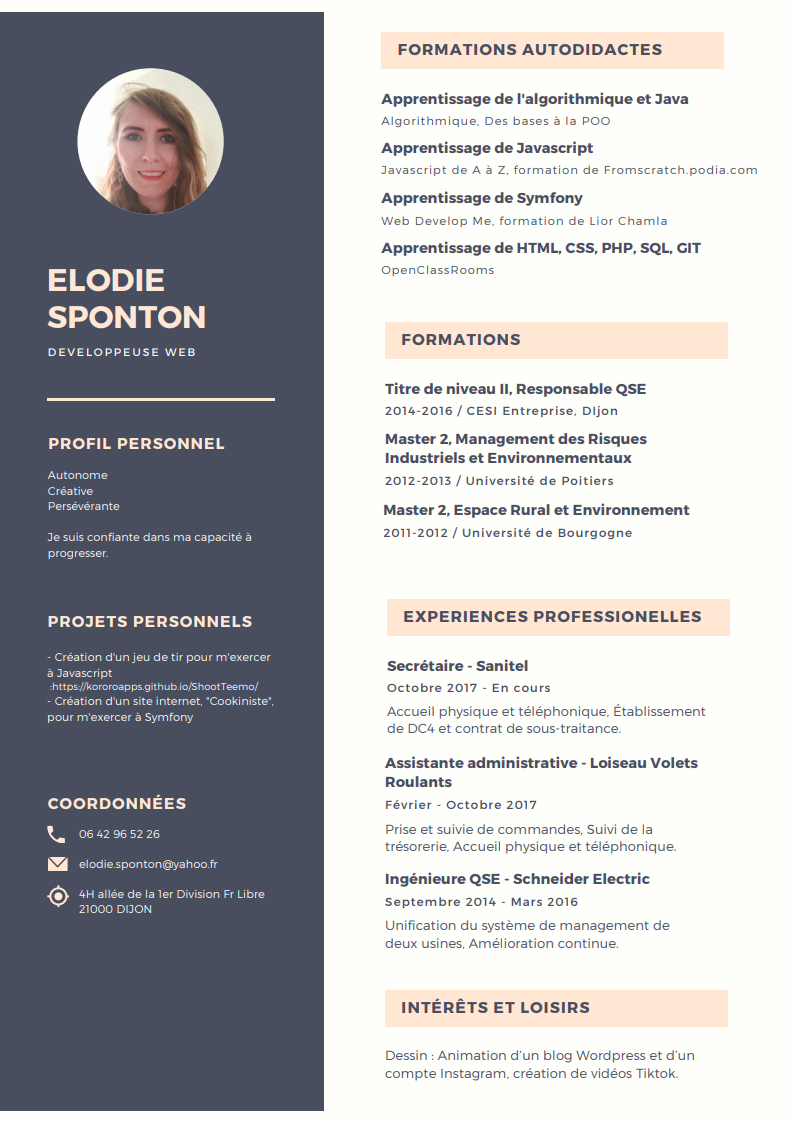 ELODIE
SPONTON
DEVELOPPEUSE WEB
PROFIL PERSONNEL
Autonome
Créative
Persévérante
Je suis confiante dans ma capacité à
progresser.
PROJETS PERSONNELS
- Création d'un jeu de tir pour m'exercer
à Javascript
:https://kororoapps.github.io/ShootTeemo/
- Création d'un site internet, "Cookiniste",
pour m'exercer à Symfony
COORDONNÉES
06 42 96 52 26
elodie.sponton@yahoo.fr
4H allée de la 1er Division Fr Libre
21000 DIJON
FORMATIONS AUTODIDACTES
Apprentissage de l'algorithmique et Java
Algorithmique, Des bases à la POO
Apprentissage de Javascript
Javascript de A à Z, formation de Fromscratch.podia.com
Apprentissage de Symfony
Web Develop Me, formation de Lior Chamla
Apprentissage de HTML, CSS, PHP, SQL, GIT
OpenClassRooms
FORMATIONS
Titre de niveau II, Responsable QSE
2014-2016 / CESI Entreprise, DIjon
Master 2, Management des Risques
Industriels et Environnementaux
2012-2013 / Université de Poitiers
Master 2, Espace Rural et Environnement
2011-2012 / Université de Bourgogne
EXPERIENCES PROFESSIONELLES
Secrétaire - Sanitel
Octobre 2017 - En cours
Accueil physique et téléphonique, Établissement
de DC4 et contrat de sous-traitance.
Assistante administrative - Loiseau Volets
Roulants
Février - Octobre 2017
Prise et suivie de commandes, Suivi de la
trésorerie, Accueil physique et téléphonique.
Ingénieure QSE - Schneider Electric
Septembre 2014 - Mars 2016
Unification du système de management de
deux usines, Amélioration continue.
INTÉRÊTS ET LOISIRS
Dessin : Animation d’un blog Wordpress et d’un
compte Instagram, création de vidéos Tiktok.